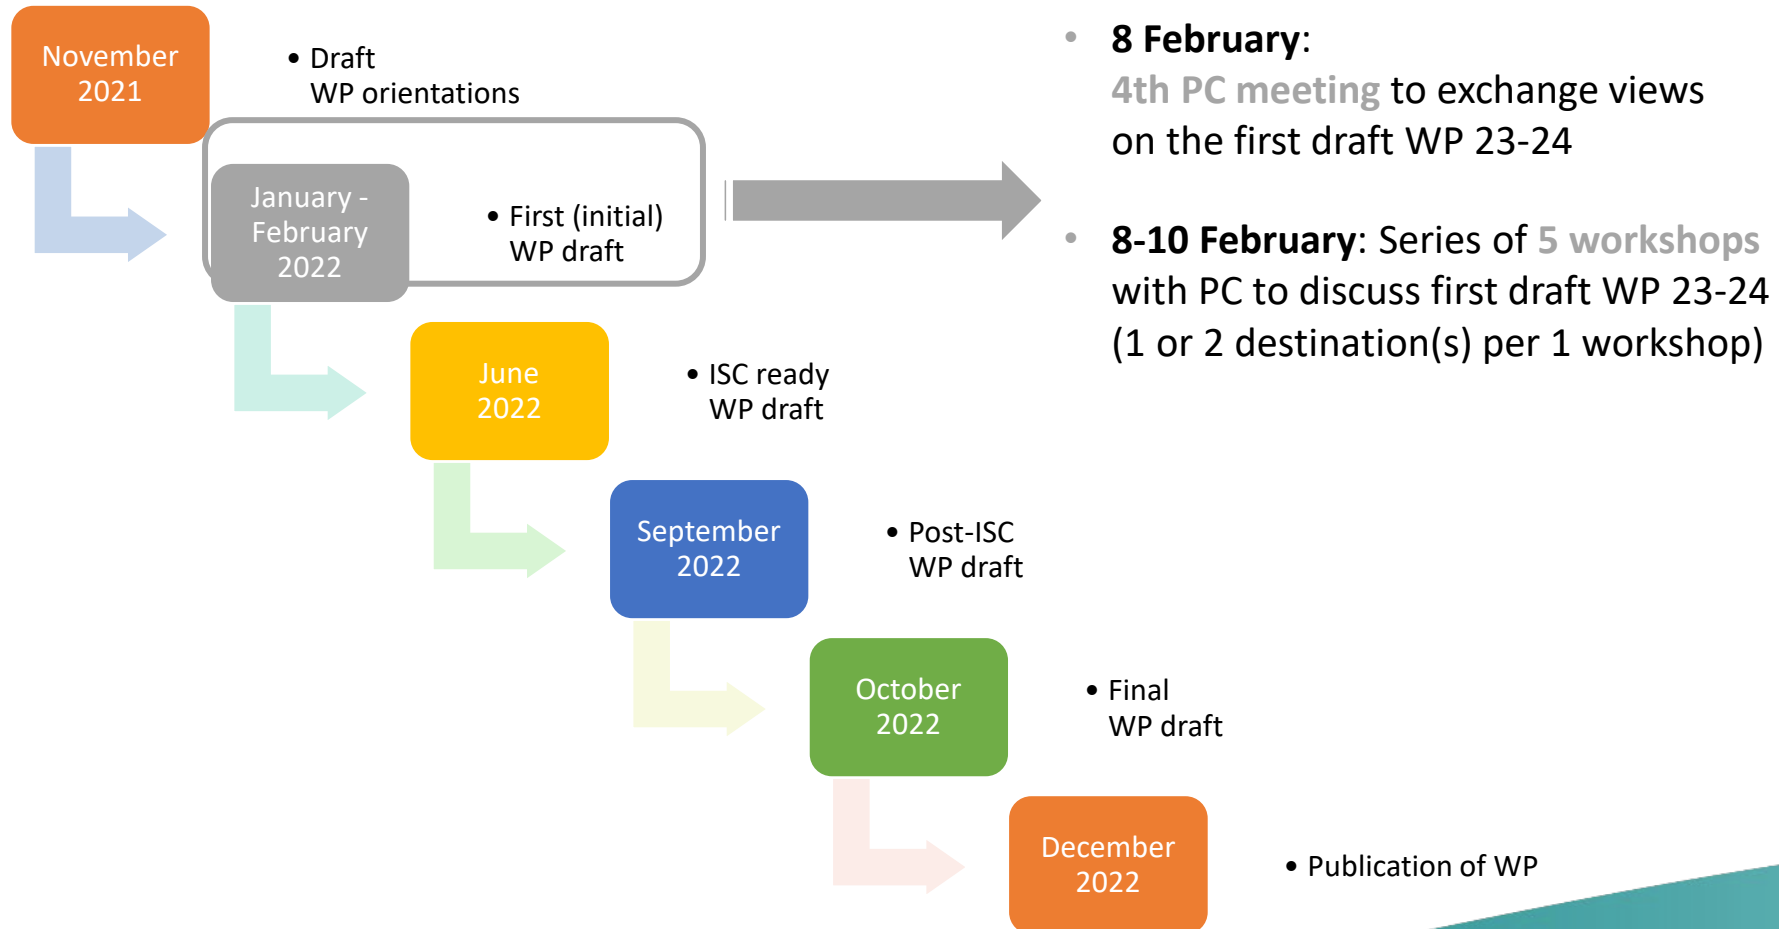 November
2021
• Draft
WP orientations
January -
February
2022
• First (initial)
WP draft
June
2022
• ISC ready
WP draft
September
2022
• Post-ISC
WP draft
October
2022
• Final
WP draft
December
2022
• Publication of WP
• 8 February:
4th PC meeting to exchange views
on the first draft WP 23-24
• 8-10 February: Series of 5 workshops
with PC to discuss first draft WP 23-24
(1 or 2 destination(s) per 1 workshop)